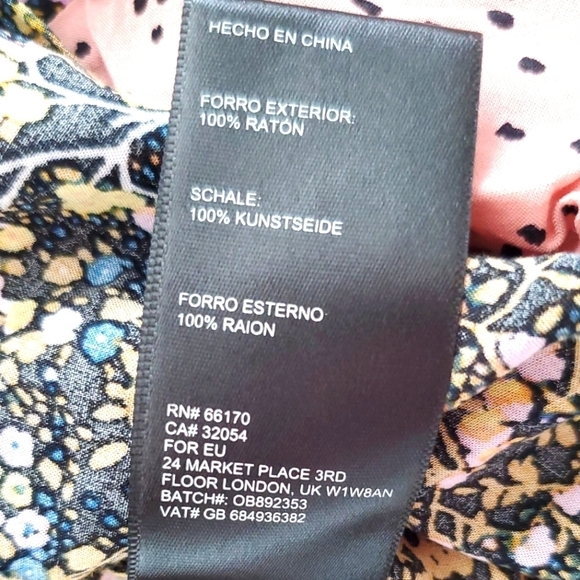 HECHO EN CHINA
FORRO EXTERIOR:
100% RATÓN
SCHALE:
100% KUNSTSEIDE
FORRO ESTERNO
100% RAION
RN# 66170
CA# 32054
FOR EU
24 MARKET PLACE 3RD
FLOOR LONDON, UK W1W8AN
BATCH#: OB892353
VAT# GB 684936382